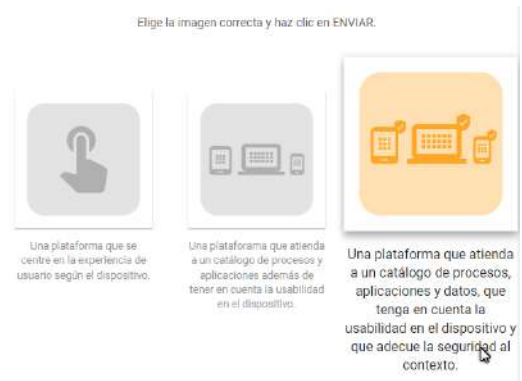 Elige la imagen correcta y haz clic en ENVIAR.
Una plataforma que se
centre en la experiencia de
usuario según el dispositivo.
Una plataforama que atienda
a un catálogo de procesos y
aplicaciones además de
tener en cuenta la usabilidad
en el dispositivo.
Una plataforma que atienda
a un catálogo de procesos,
aplicaciones y datos, que
tenga en cuenta la
usabilidad en el dispositivo y
que adecue la seguridad al
contexto.